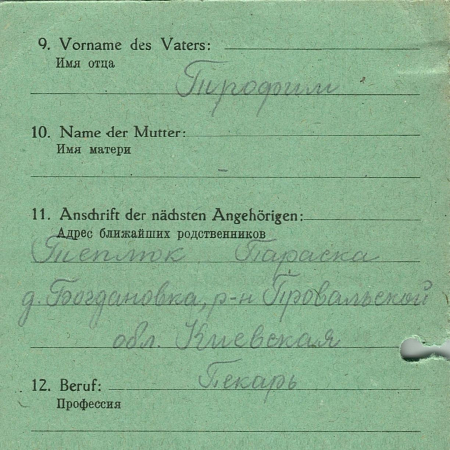 9. Vorname des Vaters:
Имя отца
Трофим
10. Name der Mutter:
Имя матери
-
11. Anschrift der nächsten Angehörigen:
Адрес ближайших родственников
Теплюк Параска
д. Богдановка, р-н
обл. Киевская
12. Beruf: Пекарь
Профессия